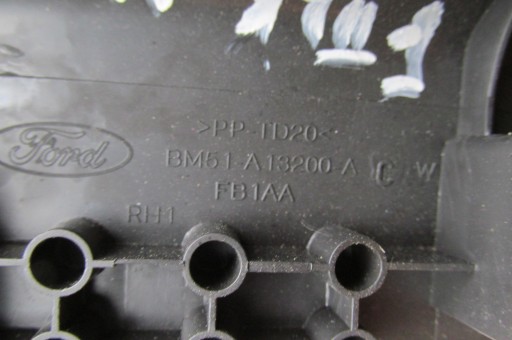 >PP-TD20<
Ford
BM51-A13200-A C W
FB1AA
RH1